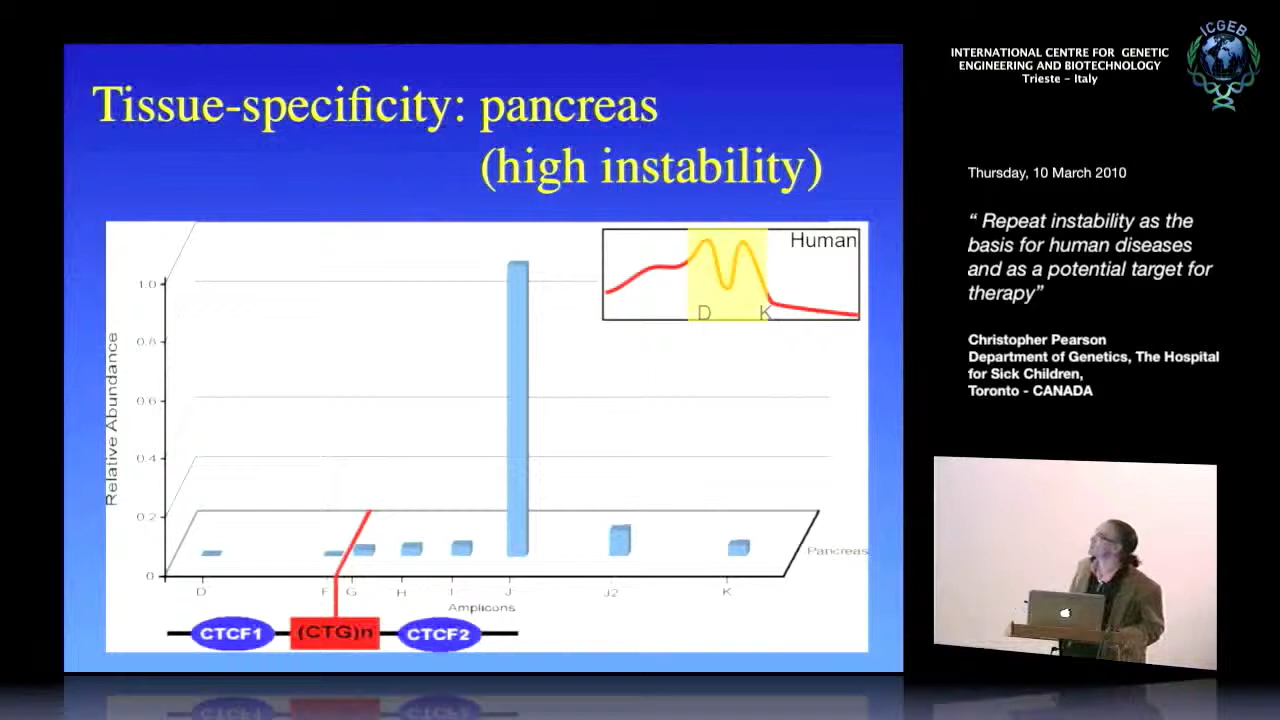 Tissue-specificity: pancreas
(high instability)
Human
D
K
Relative Abundance
1.0
0.8
0.6
0.4
0.2
0
Pancreas
D
F
G
H
I
J
J2
K
Amplicons
CTCF1
(CTG)n
CTCF2
ICGEB
INTERNATIONAL CENTRE FOR GENETIC
ENGINEERING AND BIOTECHNOLOGY
Trieste - Italy
Thursday, 10 March 2010
“ Repeat instability as the
basis for human diseases
and as a potential target for
therapy”
Christopher Pearson
Department of Genetics, The Hospital
for Sick Children,
Toronto - CANADA